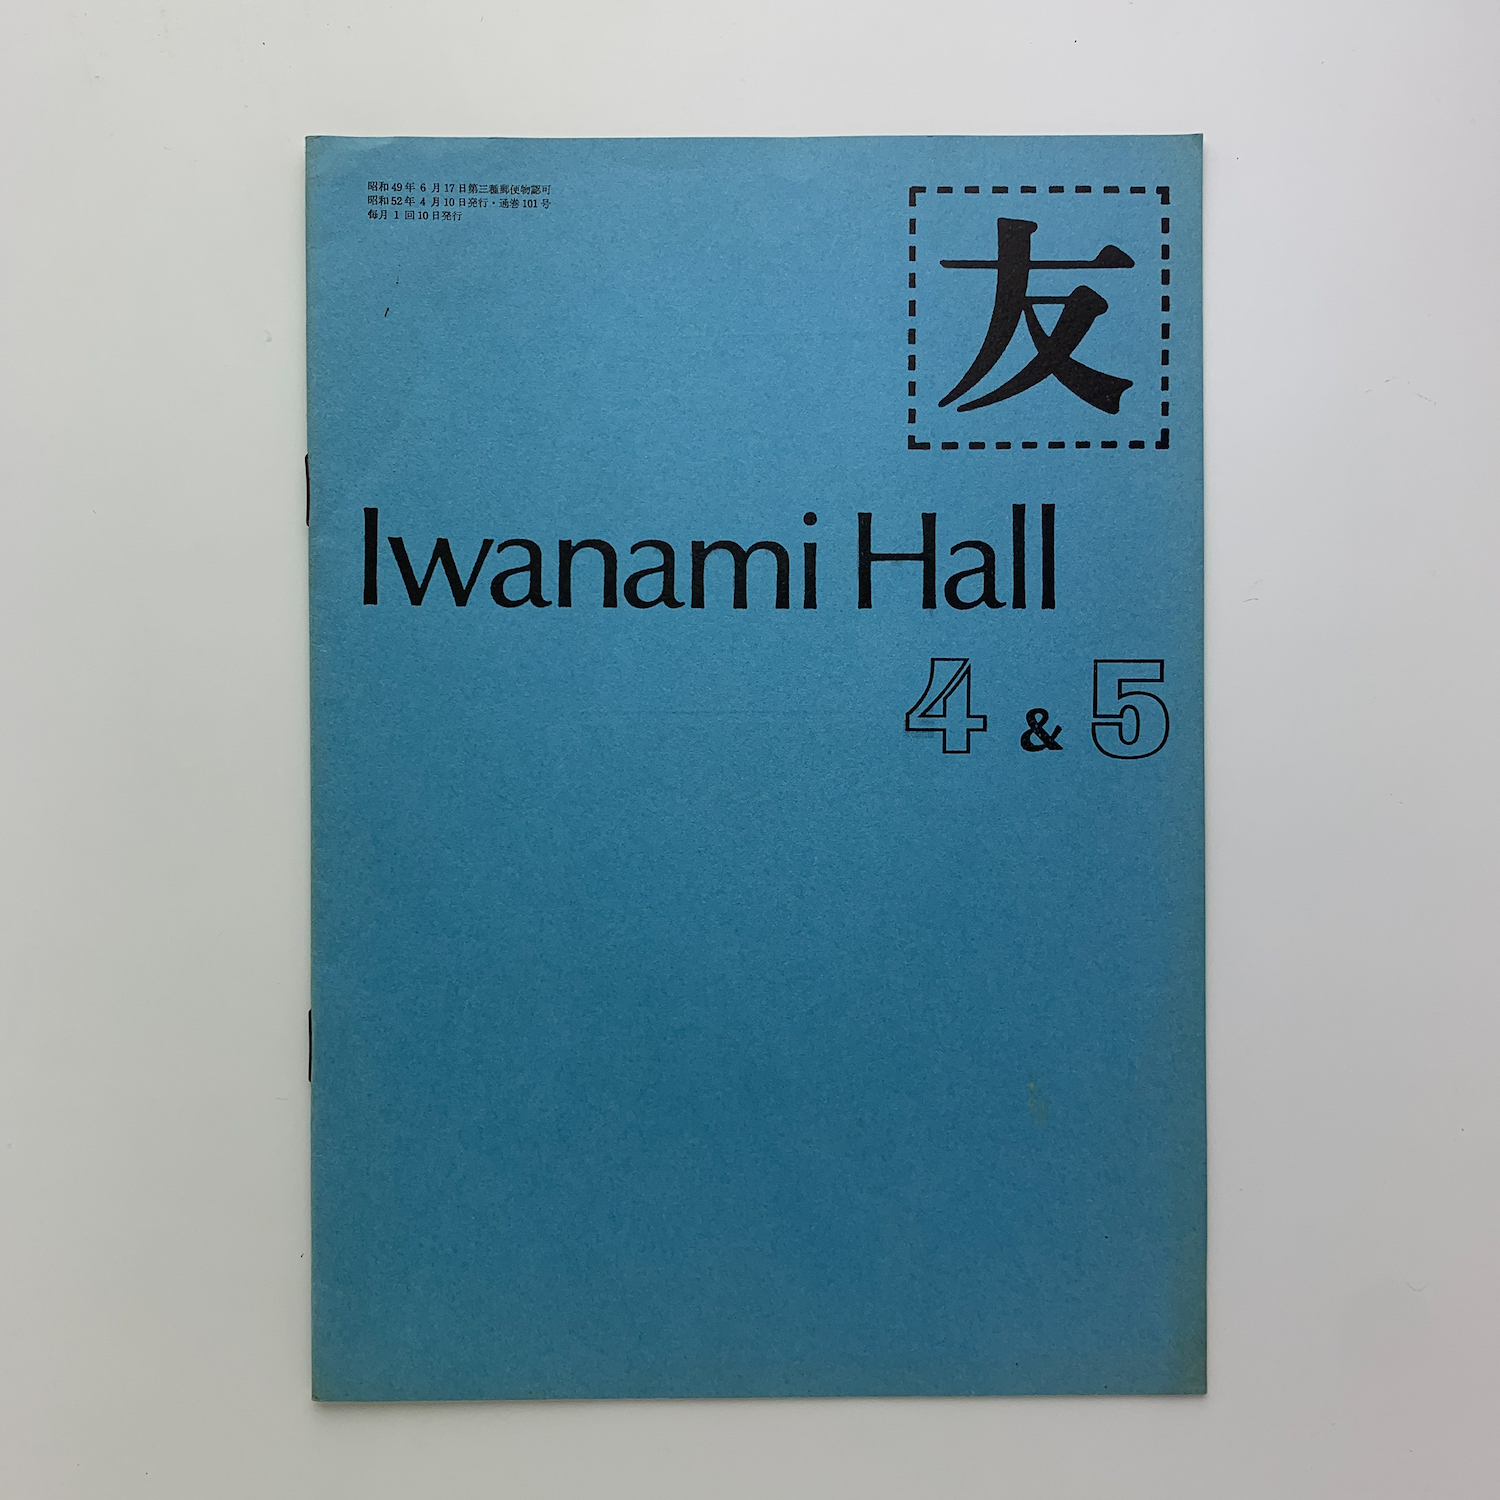 昭和49年 6 月17日第三種郵便物認可
昭和52年 4 月10日発行・通巻101号
毎月 1 回10日発行
友
Iwanami Hall
4 & 5